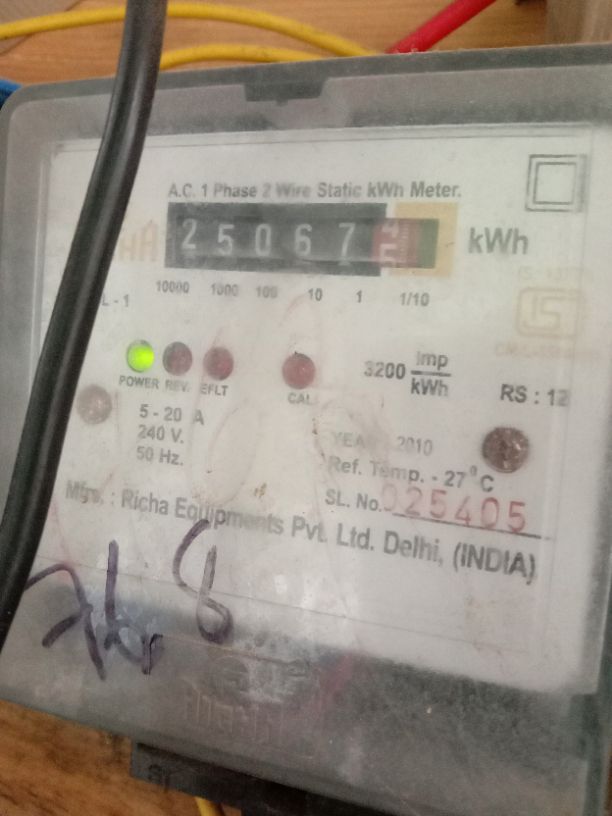 A.C. 1 Phase 2 Wire Static kWh Meter.
25067 kWh
10000 1000 100 10 1 1/10
L - 1
POWER REV. EFLT CAL
3200 imp/kWh
RS : 12
5 - 20 A
240 V.
50 Hz.
YEAR 2010
Ref. Temp. - 27°C
SL. No. 025405
Mfrs. : Richa Equipments Pvt. Ltd. Delhi, (INDIA)